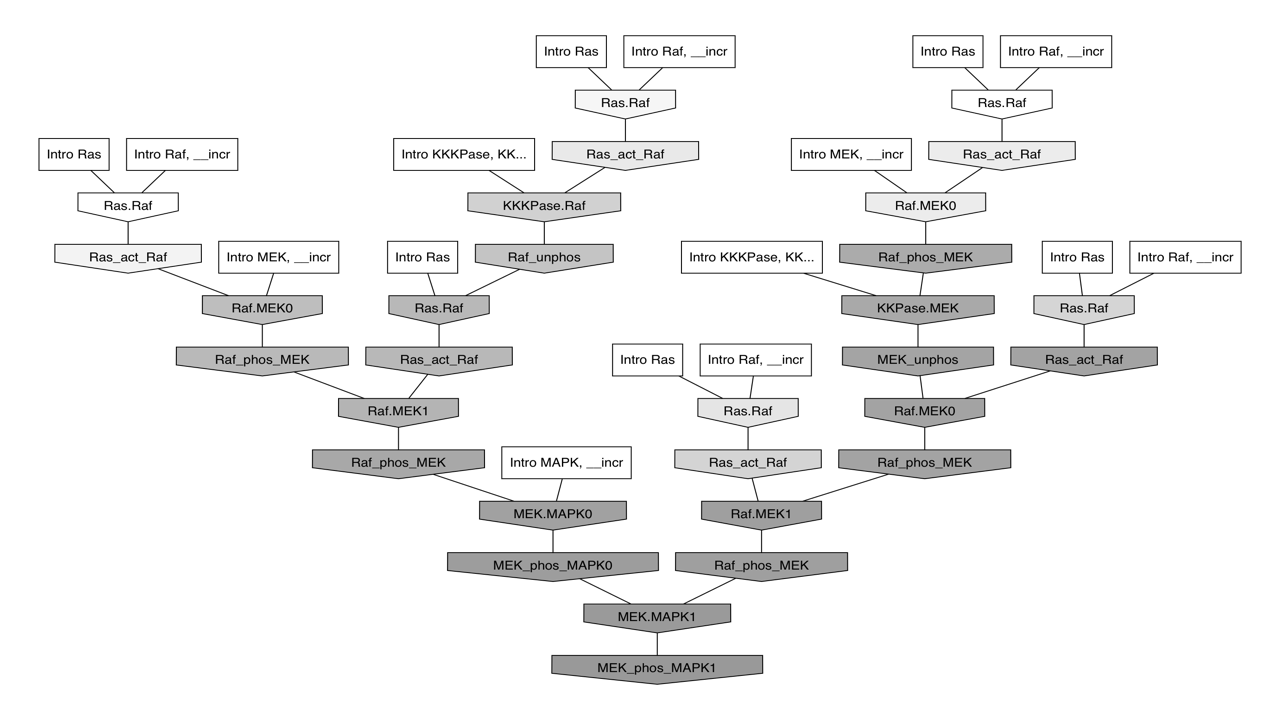 Intro Ras
Intro Raf, __incr
Intro Ras
Intro Raf, __incr
Ras.Raf
Ras.Raf
Intro Ras
Intro Raf, __incr
Intro KKKPase, KK...
Ras_act_Raf
Intro MEK, __incr
Ras_act_Raf
Ras.Raf
KKKPase.Raf
Raf.MEK0
Ras_act_Raf
Intro MEK, __incr
Intro Ras
Raf_unphos
Intro KKKPase, KK...
Raf_phos_MEK
Intro Ras
Intro Raf, __incr
Raf.MEK0
Ras.Raf
KKPase.MEK
Ras.Raf
Raf_phos_MEK
Ras_act_Raf
Intro Ras
Intro Raf, __incr
MEK_unphos
Ras_act_Raf
Raf.MEK1
Ras.Raf
Raf.MEK0
Raf_phos_MEK
Intro MAPK, __incr
Ras_act_Raf
Raf_phos_MEK
MEK.MAPK0
Raf.MEK1
MEK_phos_MAPK0
Raf_phos_MEK
MEK.MAPK1
MEK_phos_MAPK1